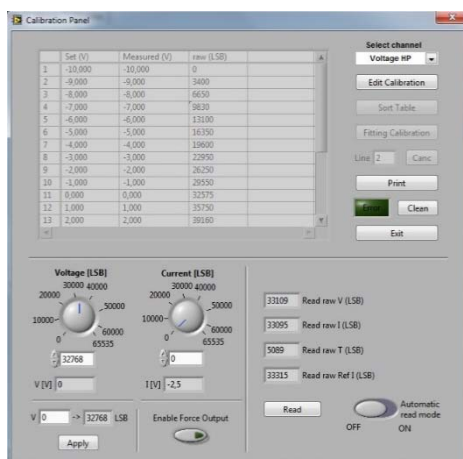 Calibration Panel
Select channel
Voltage HP
Set (V) Measured (V) raw (LSB)
1 -10,000 -10,000 0
2 -9,000 -9,000 3400
3 -8,000 -8,000 6650
4 -7,000 -7,000 9830
5 -6,000 -6,000 13100
6 -5,000 -5,000 16350
7 -4,000 -4,000 19600
8 -3,000 -3,000 22950
9 -2,000 -2,000 26250
10 -1,000 -1,000 29550
11 0,000 0,000 32575
12 1,000 1,000 35750
13 2,000 2,000 39160
Edit Calibration
Sort Table
Fitting Calibration
Line 2 Canc
Print
Error Clean
Exit
Voltage [LSB]
30000 40000
20000 50000
10000 60000
0 65535
32768
V [V] 0
Current [LSB]
30000 40000
20000 50000
10000 60000
0 65535
0
I [V] -2,5
33109 Read raw V (LSB)
33095 Read raw I (LSB)
5089 Read raw T (LSB)
33315 Read raw Ref I (LSB)
V 0 -> 32768 LSB
Apply
Enable Force Output
Read
Automatic
read mode
OFF ON